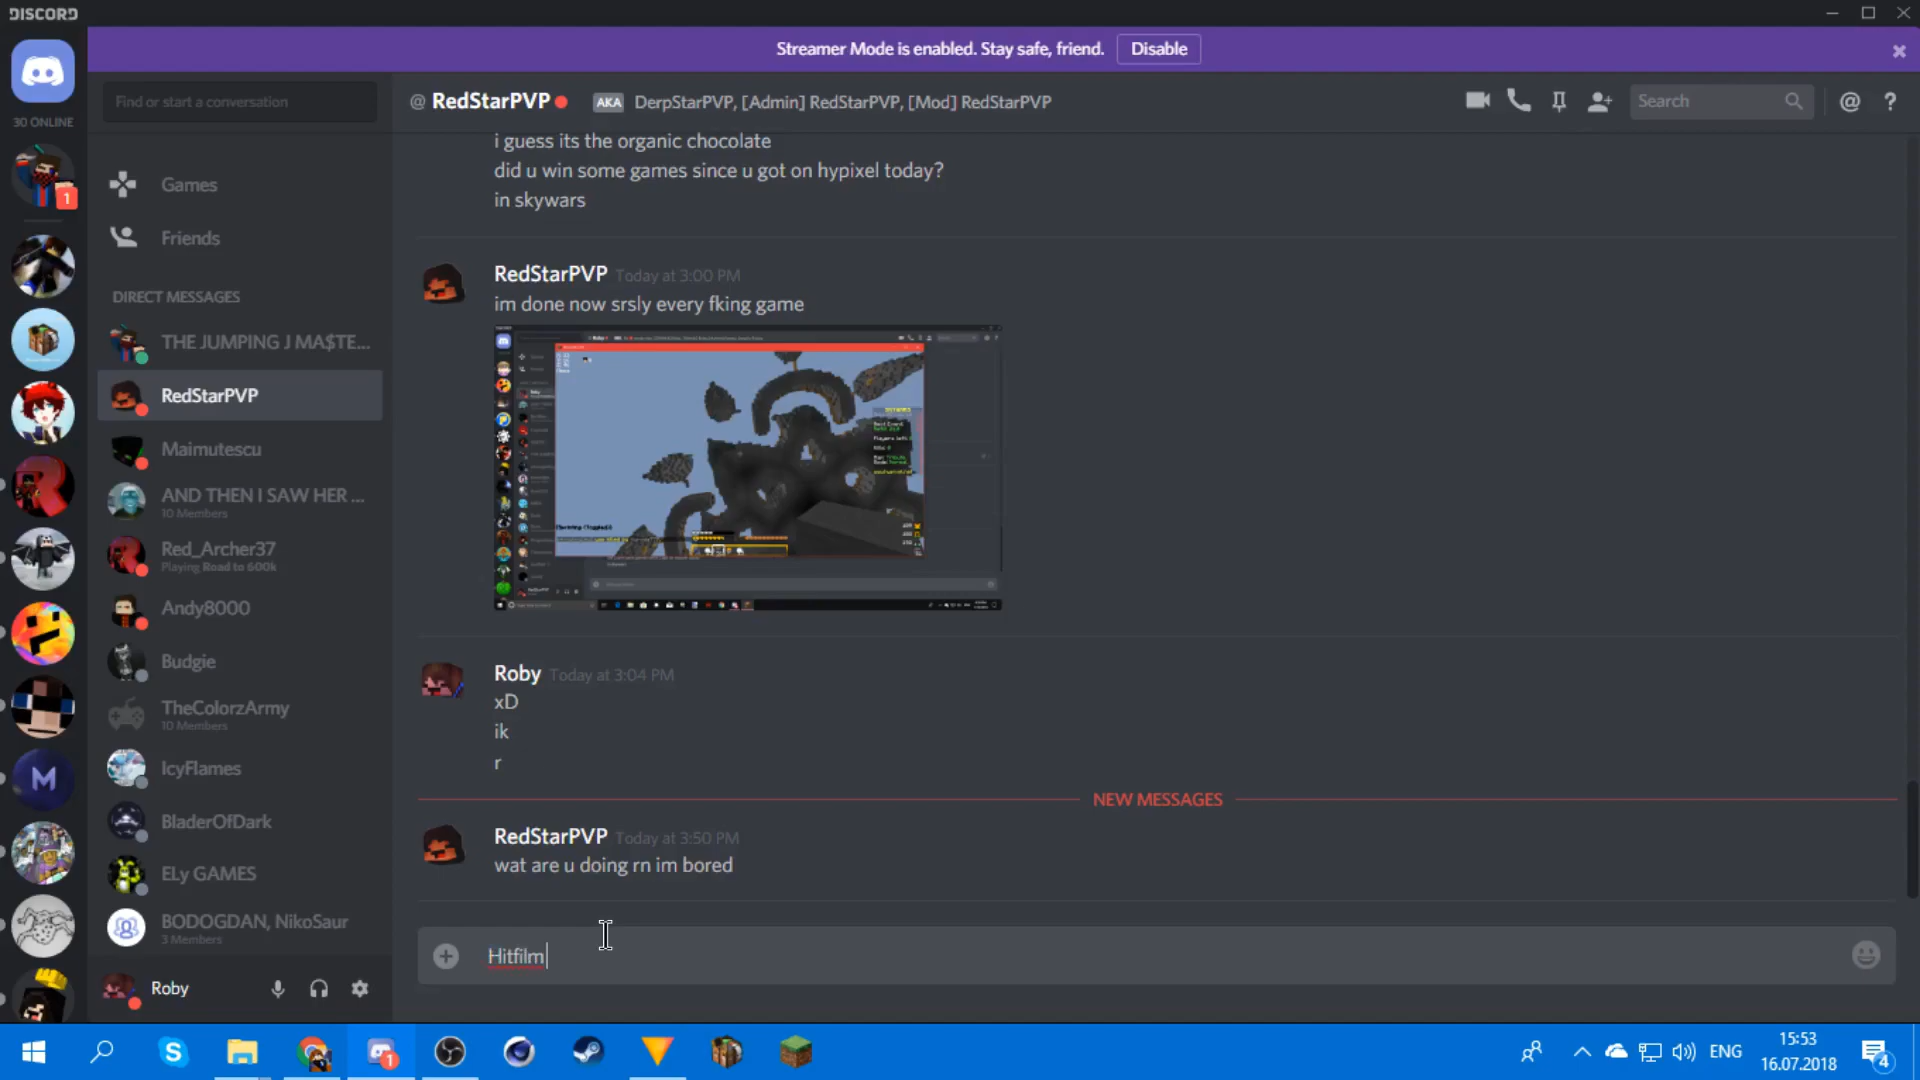 DISCORD
Streamer Mode is enabled. Stay safe, friend.
Disable
30 ONLINE
1
Find or start a conversation
Games
Friends
DIRECT MESSAGES
THE JUMPING J MA$TE...
RedStarPVP
Maimutescu
AND THEN I SAW HER ...
10 Members
Red_Archer37
Playing Road to 600k
Andy8000
Budgie
TheColorzArmy
10 Members
IcyFlames
BladerOfDark
ELy GAMES
BODOGDAN, NikoSaur
3 Members
Roby
@ RedStarPVP
AKA DerpStarPVP, [Admin] RedStarPVP, [Mod] RedStarPVP
Search
i guess its the organic chocolate
did u win some games since u got on hypixel today?
in skywars
RedStarPVP Today at 3:00 PM
im done now srsly every fking game
Roby Today at 3:04 PM
xD
ik
r
NEW MESSAGES
RedStarPVP Today at 3:50 PM
wat are u doing rn im bored
Hitfilm
1
ENG
15:53
16.07.2018
4